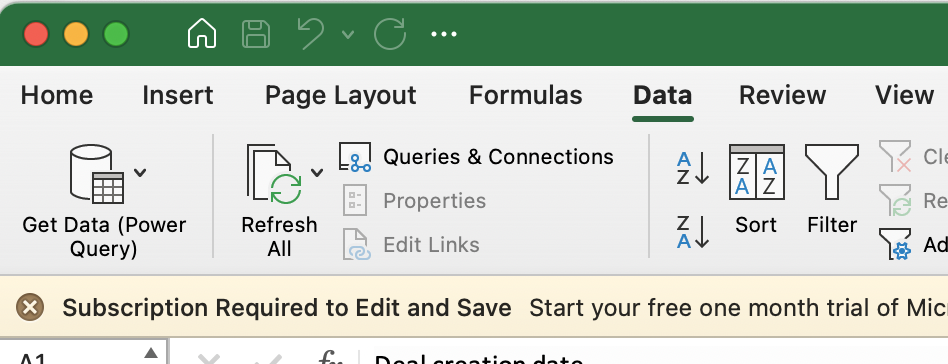 Home Insert Page Layout Formulas Data Review View
Get Data (Power
Query)
Refresh
All
Queries & Connections
Properties
Edit Links
A
Z
Z
A
Z A
A Z
Sort
Filter
Cle
Re
Ad
Subscription Required to Edit and Save Start your free one month trial of Mic
A1 fx Deal creation date